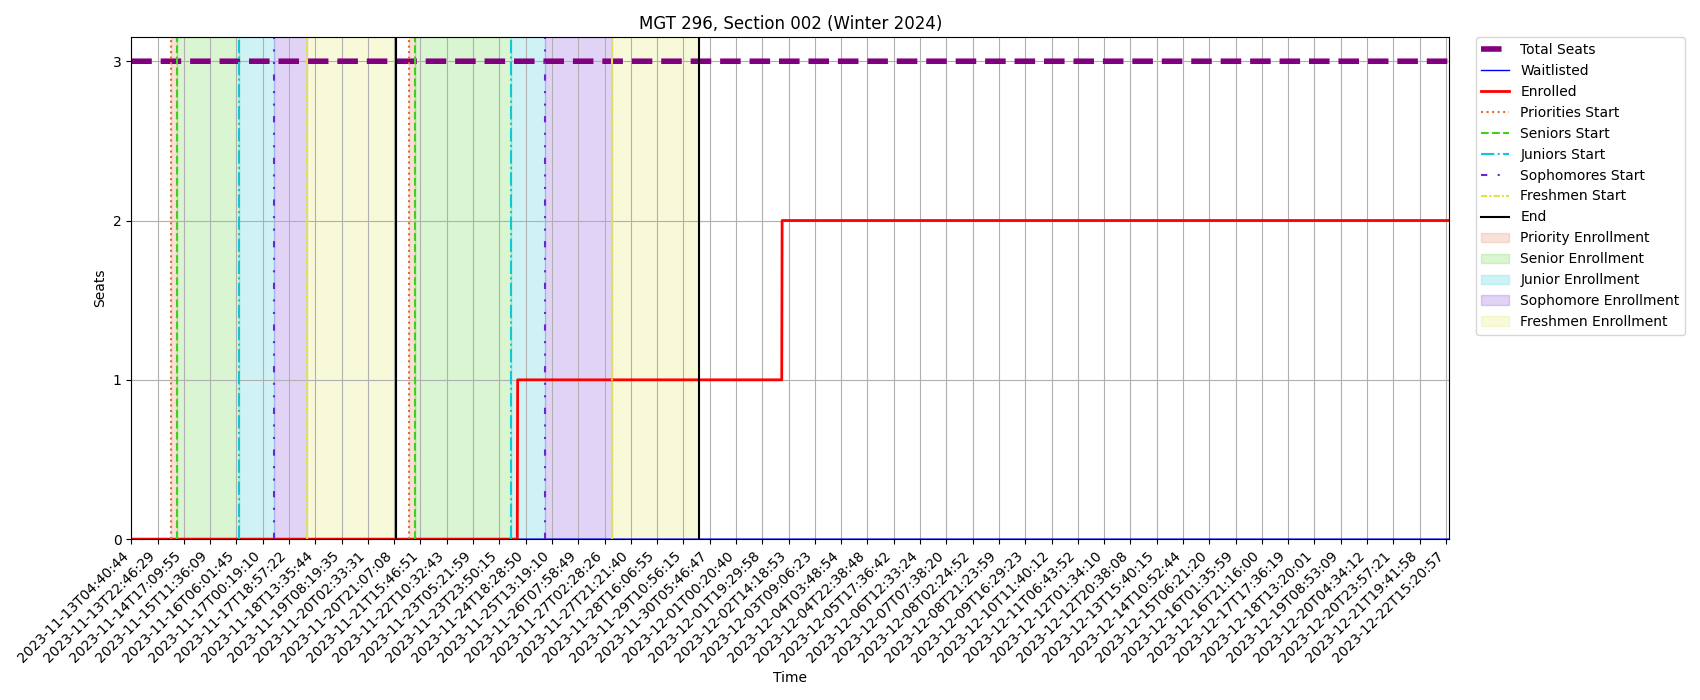 MGT 296, Section 002 (Winter 2024)
3
2
1
0
Seats
2023-11-13T04:40:44
2023-11-13T22:46:29
2023-11-14T17:09:55
2023-11-15T11:36:09
2023-11-16T06:01:45
2023-11-17T00:19:10
2023-11-17T18:57:22
2023-11-18T13:35:44
2023-11-19T08:19:35
2023-11-20T02:33:31
2023-11-20T21:07:08
2023-11-21T15:46:51
2023-11-22T10:32:43
2023-11-23T05:21:59
2023-11-23T23:50:15
2023-11-24T18:28:50
2023-11-25T13:19:10
2023-11-26T07:58:49
2023-11-27T02:28:26
2023-11-27T21:21:40
2023-11-28T16:06:55
2023-11-29T10:56:15
2023-11-30T05:46:47
2023-12-01T00:20:40
2023-12-01T19:29:58
2023-12-02T14:18:53
2023-12-03T09:06:23
2023-12-04T03:48:54
2023-12-04T22:38:48
2023-12-05T17:36:42
2023-12-06T12:33:24
2023-12-07T07:38:20
2023-12-08T02:24:52
2023-12-08T21:23:59
2023-12-09T16:29:23
2023-12-10T11:40:12
2023-12-11T06:43:52
2023-12-12T01:34:10
2023-12-12T20:38:08
2023-12-13T15:40:15
2023-12-14T10:52:44
2023-12-15T06:21:20
2023-12-16T01:35:59
2023-12-16T21:16:00
2023-12-17T17:36:19
2023-12-18T13:20:01
2023-12-19T08:53:09
2023-12-20T04:34:12
2023-12-20T23:57:21
2023-12-21T19:41:58
2023-12-22T15:20:57
Time
Total Seats
Waitlisted
Enrolled
Priorities Start
Seniors Start
Juniors Start
Sophomores Start
Freshmen Start
End
Priority Enrollment
Senior Enrollment
Junior Enrollment
Sophomore Enrollment
Freshmen Enrollment